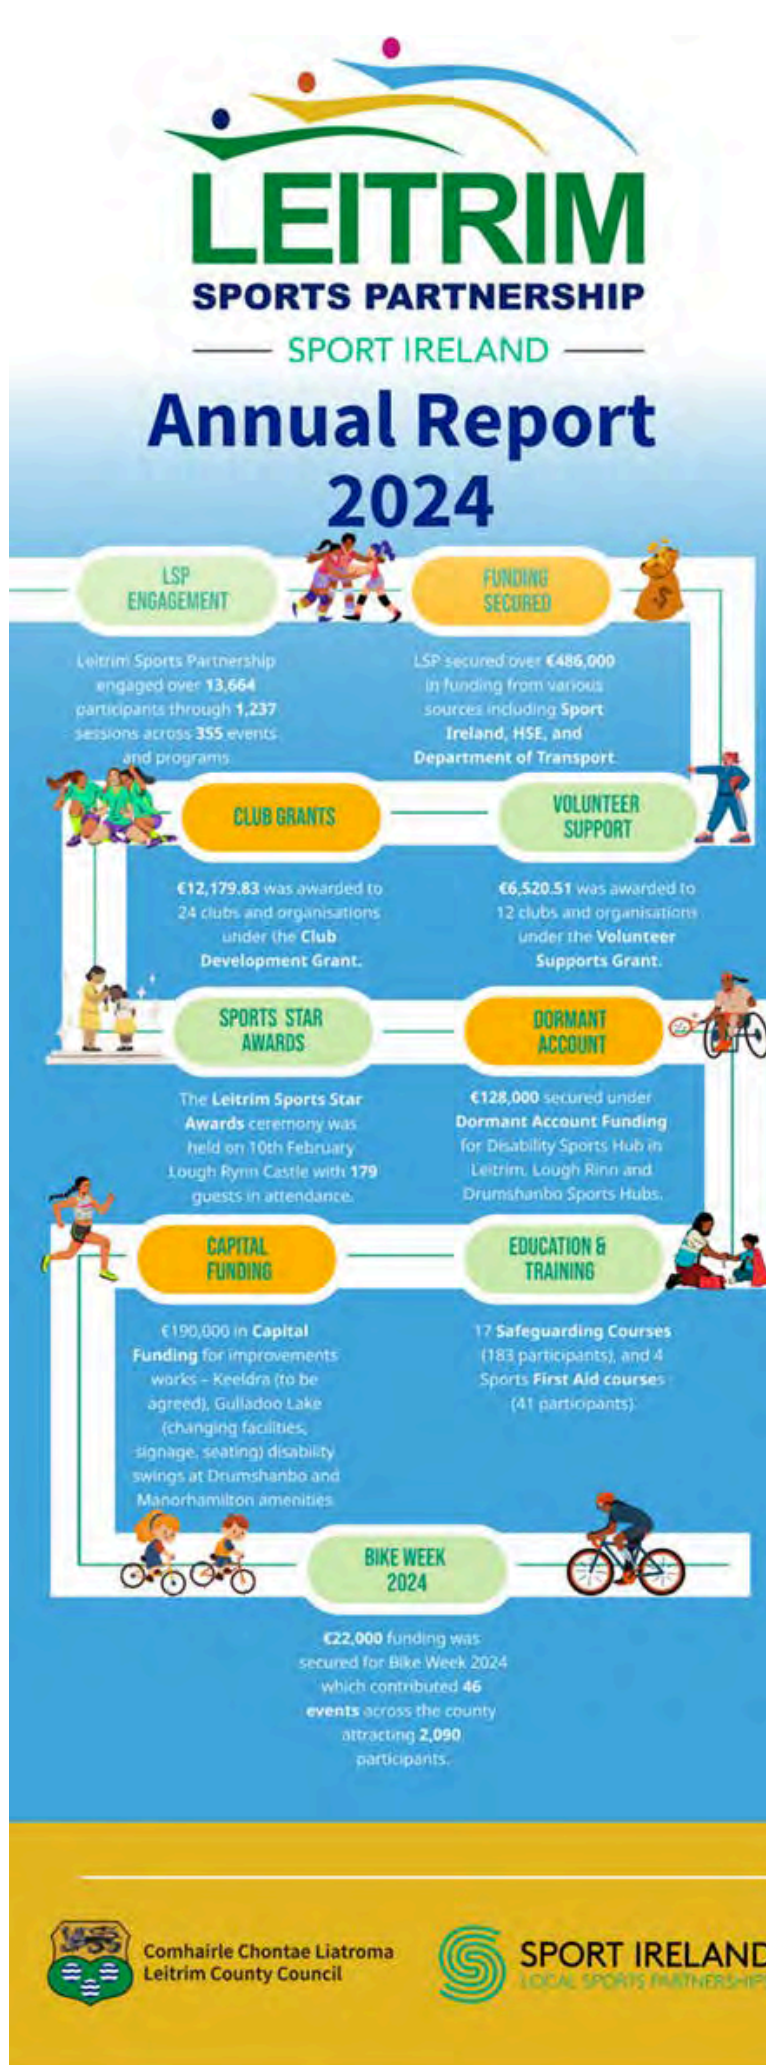 LEITRIM
SPORTS PARTNERSHIP
SPORT IRELAND
Annual Report
2024
LSP
ENGAGEMENT
Leitrim Sports Partnership
engaged over 13,664
participants through 1,237
sessions across 355 events
and programs
FUNDING
SECURED
LSP secured over €486,000
in funding from various
sources including Sport
Ireland, HSE, and
Department of Transport
CLUB GRANTS
€12,179.83 was awarded to
24 clubs and organisations
under the Club
Development Grant.
VOLUNTEER
SUPPORT
€6,520.51 was awarded to
12 clubs and organisations
under the Volunteer
Supports Grant.
SPORTS STAR
AWARDS
The Leitrim Sports Star
Awards ceremony was
held on 10th February
Lough Rynn Castle with 179
guests in attendance.
DORMANT
ACCOUNT
€128,000 secured under
Dormant Account Funding
for Disability Sports Hub in
Leitrim, Lough Rinn and
Drumshanbo Sports Hubs.
CAPITAL
FUNDING
€190,000 in Capital
Funding for improvements
works – Keeldra (to be
agreed), Gulladoo Lake
(changing facilities,
signage, seating) disability
swings at Drumshanbo and
Manorhamilton amenities
EDUCATION &
TRAINING
17 Safeguarding Courses
(183 participants), and 4
Sports First Aid courses
(41 participants)
BIKE WEEK
2024
€22,000 funding was
secured for Bike Week 2024
which contributed 46
events across the county
attracting 2,090
participants.
Comhairle Chontae Liatroma
Leitrim County Council
SPORT IRELAND
LOCAL SPORTS PARTNERSHIP